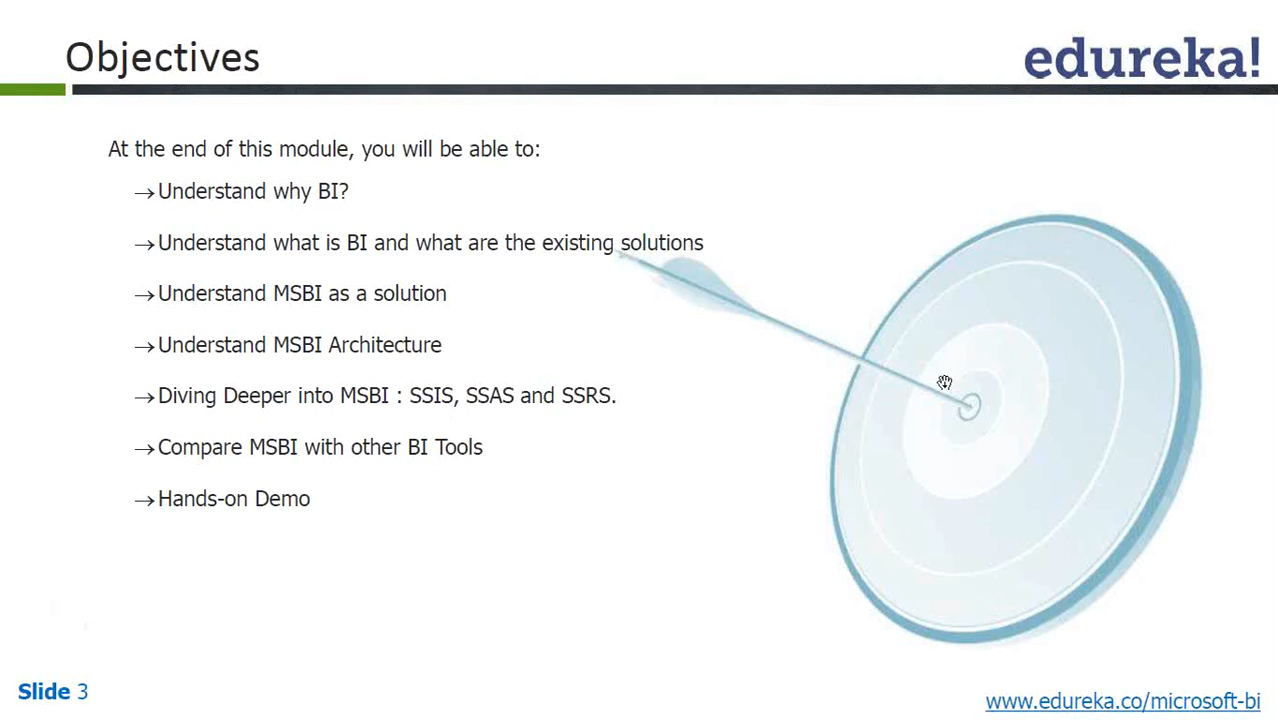 Objectives
edureka!
At the end of this module, you will be able to:
→Understand why BI?
→Understand what is BI and what are the existing solutions
→Understand MSBI as a solution
→Understand MSBI Architecture
→Diving Deeper into MSBI : SSIS, SSAS and SSRS.
→Compare MSBI with other BI Tools
→Hands-on Demo
Slide 3
www.edureka.co/microsoft-bi